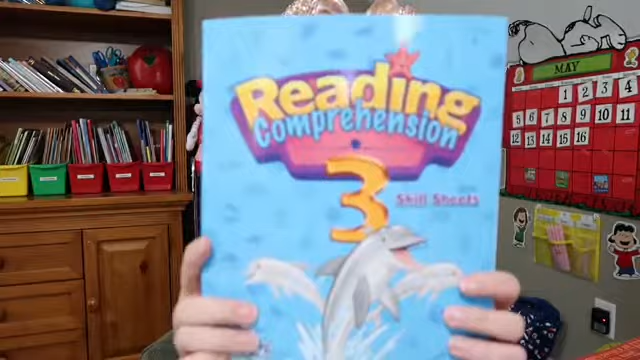 Reading
Comprehension
3
Skill Sheets
MAY
1 2 3 4
5 6 7 8 9 10 11
12 13 14 15 16